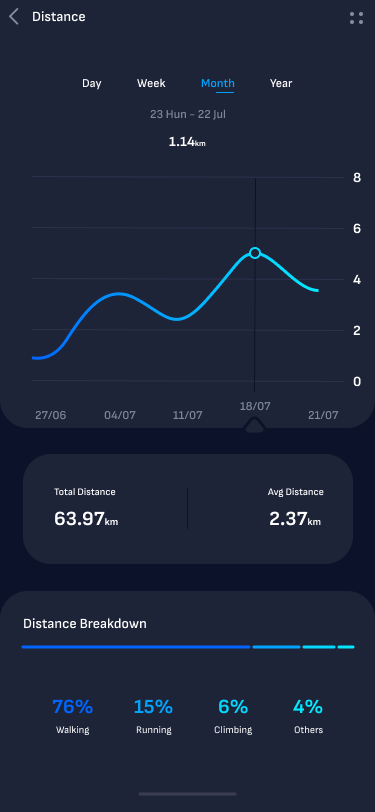 Distance
Day Week Month Year
23 Hun - 22 Jul
1.14km
8
6
4
2
0
27/06 04/07 11/07 18/07 21/07
Total Distance Avg Distance
63.97km 2.37km
Distance Breakdown
76% 15% 6% 4%
Walking Running Climbing Others